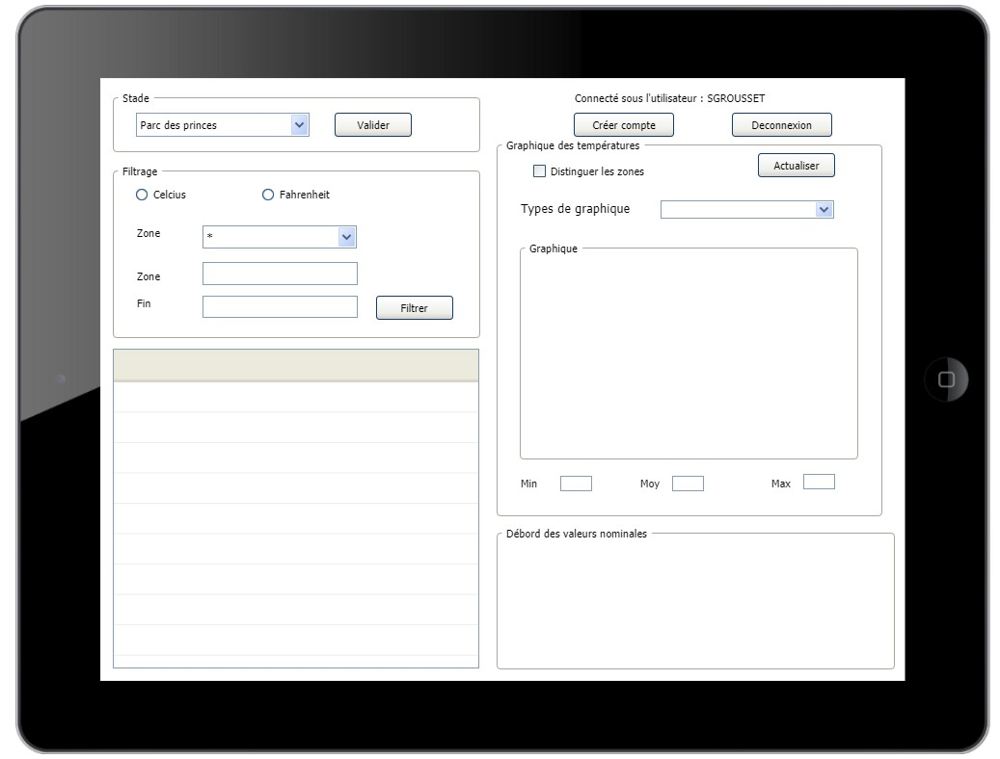 Stade
Parc des princes
Valider
Filtrage
Celcius
Fahrenheit
Zone
*
Zone
Fin
Filtrer
Connecté sous l'utilisateur : SGROUSSET
Créer compte
Deconnexion
Graphique des températures
Distinguer les zones
Actualiser
Types de graphique
Graphique
Min
Moy
Max
Débord des valeurs nominales